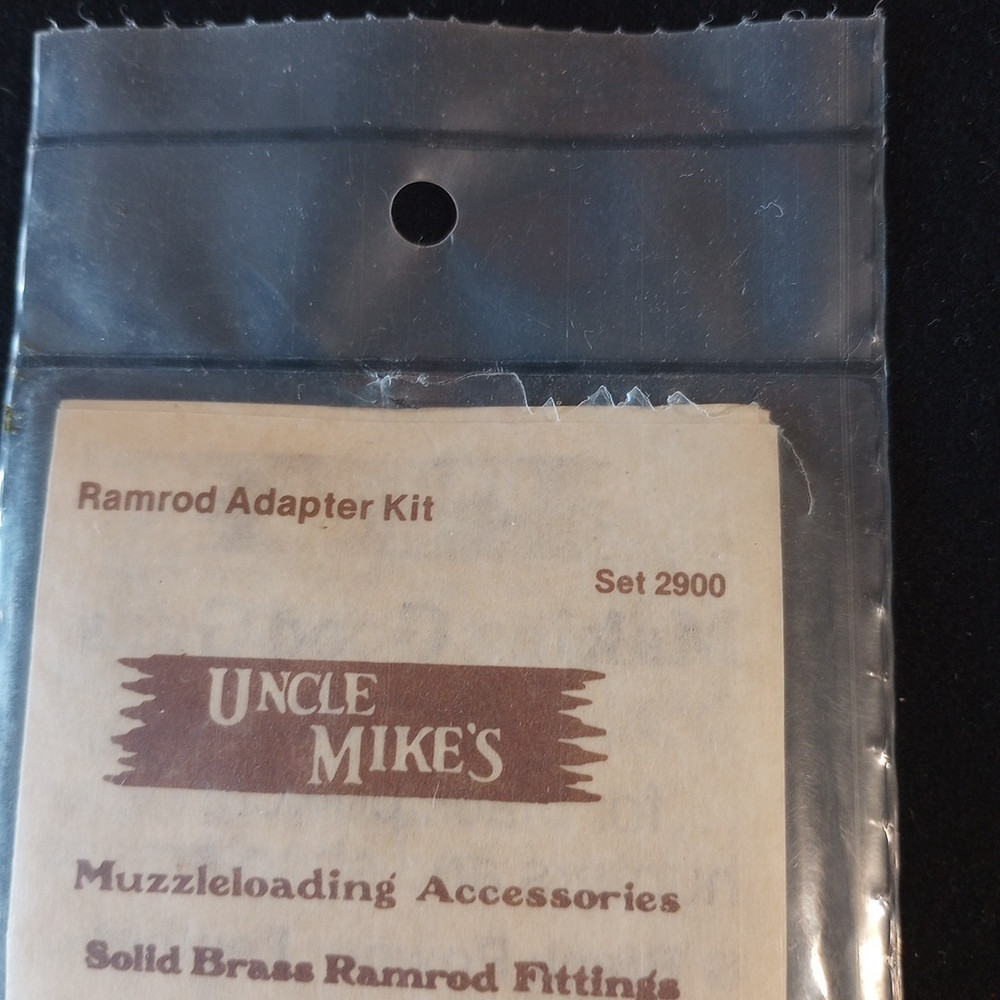 Ramrod Adapter Kit
Set 2900
UNCLE
MIKE'S
Muzzleloading Accessories
Solid Brass Ramrod Fittings